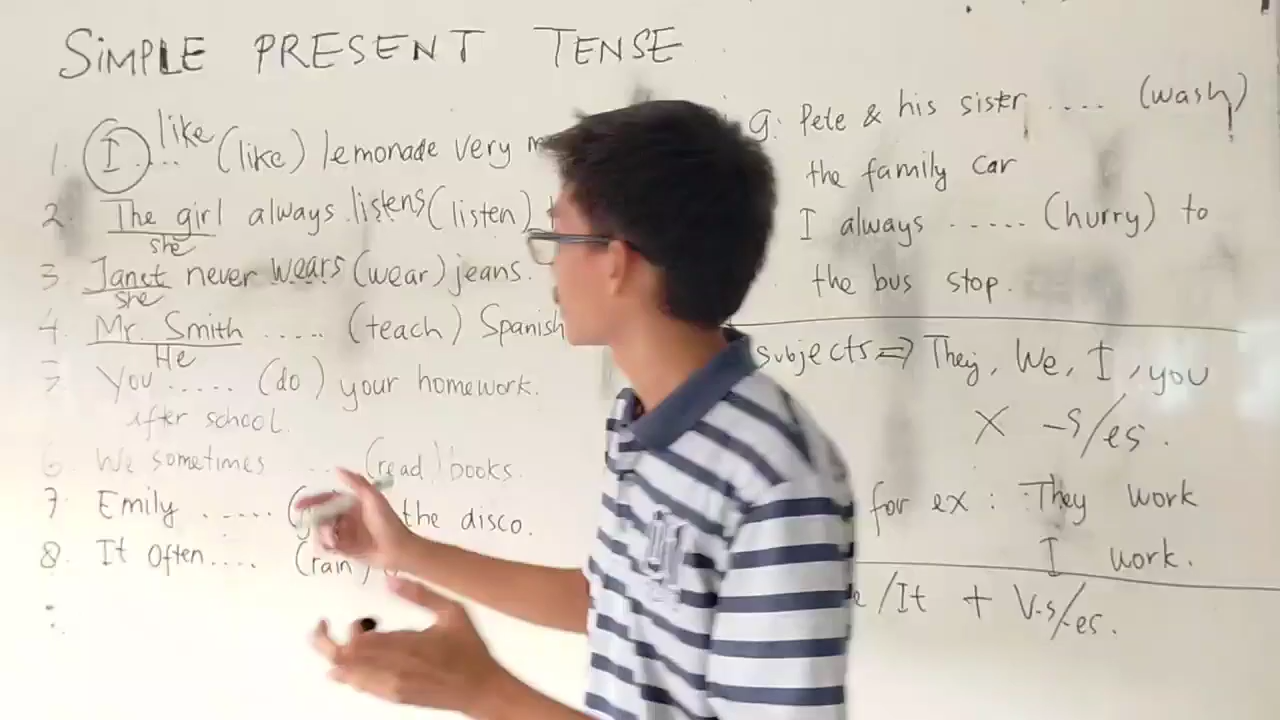 SIMPLE PRESENT TENSE
like
1. I .... (like) lemonade very
2. The girl always listens (listen)
she
3. Janet never wears (wear) jeans.
she
4. Mr. Smith ..... (teach) Spanish
He
You ..... (do) your homework.
after school.
6. We sometimes ... (read) books.
7. Emily ..... the disco.
8. It Often.... (rain)
g: Pete & his sister .... (wash)
the family car
I always ..... (hurry) to
the bus stop.
subjects ⇒ They, We, I, you
X -s/es.
for ex: They work
I work.
/It + V-s/es.